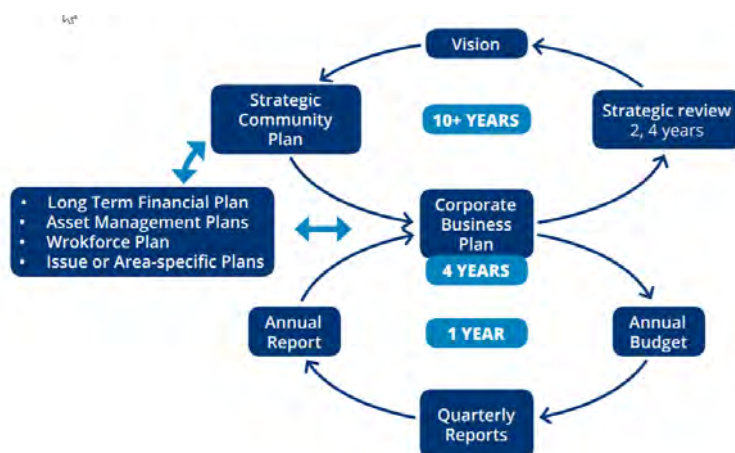 Vision
Strategic
Community
Plan
10+ YEARS
Strategic review
2, 4 years
• Long Term Financial Plan
• Asset Management Plans
• Wrokforce Plan
• Issue or Area-specific Plans
Corporate
Business
Plan
4 YEARS
Annual
Report
1 YEAR
Annual
Budget
Quarterly
Reports